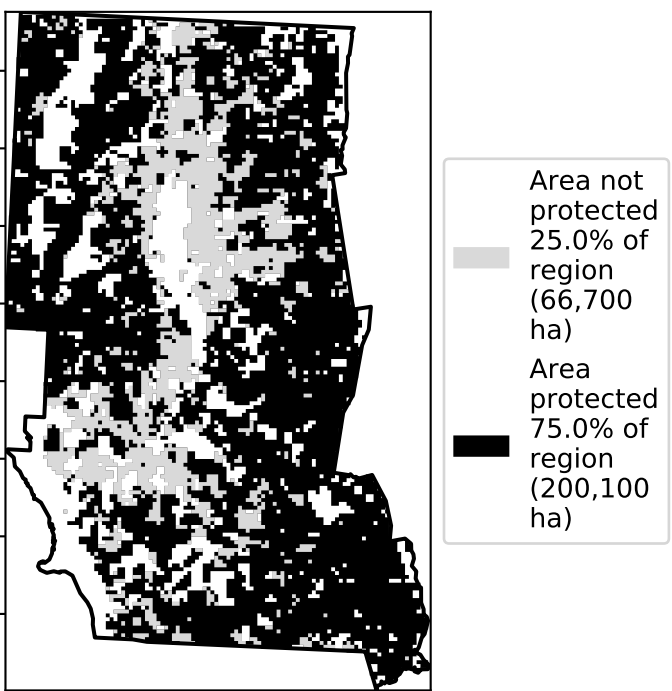 Area not
protected
25.0% of
region
(66,700
ha)
Area
protected
75.0% of
region
(200,100
ha)